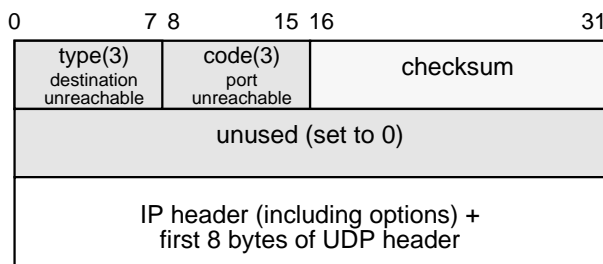 0 7 8 15 16 31
type(3) code(3) checksum
destination port
unreachable unreachable
unused (set to 0)
IP header (including options) +
first 8 bytes of UDP header